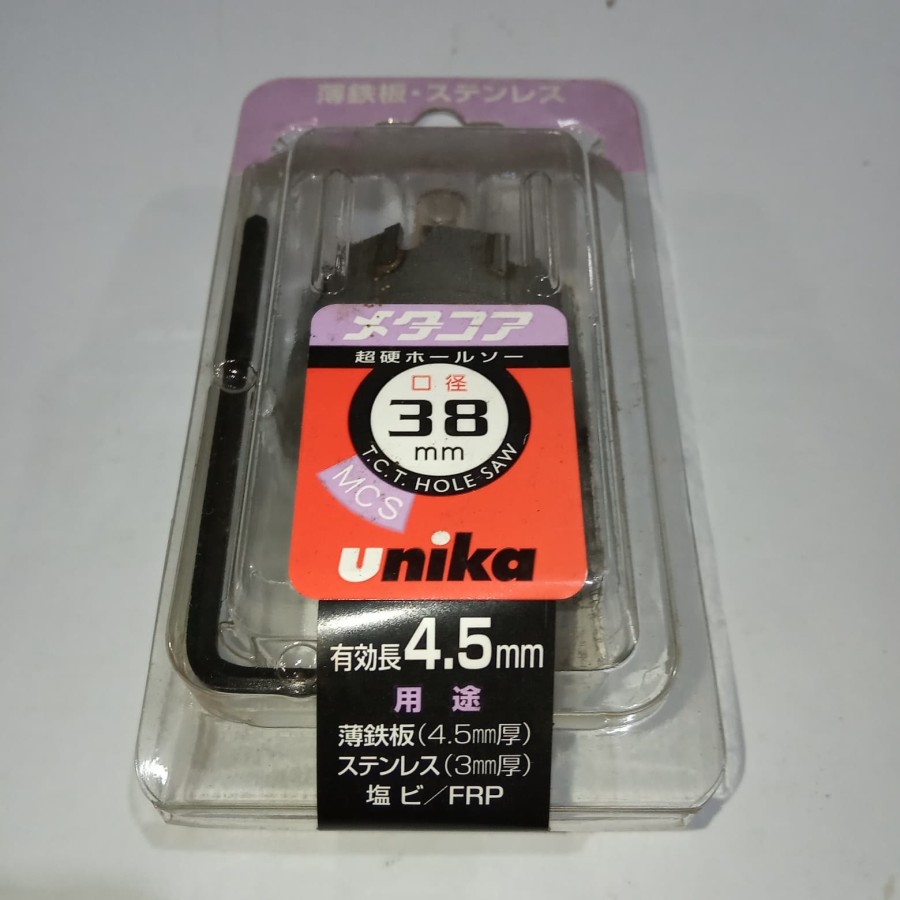 薄鉄板・ステンレス
メタコア
超硬ホールソー
口径
38
mm
T.C.T. HOLE SAW
MCS
unika
有効長4.5mm
用途
薄鉄板(4.5㎜厚)
ステンレス(3㎜厚)
塩ビ/FRP